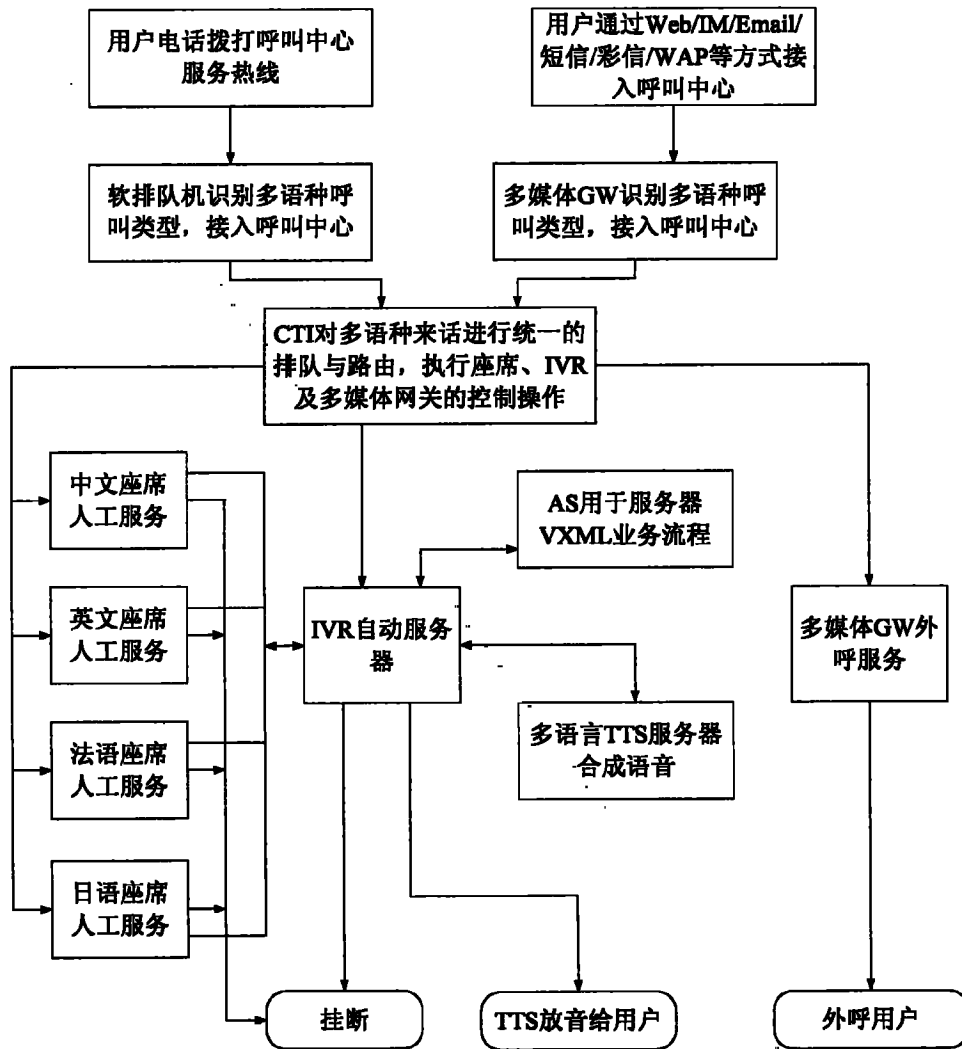 用户电话拨打呼叫中心
服务热线
用户通过Web/IM/Email/
短信/彩信/WAP等方式接
入呼叫中心
软排队机识别多语种呼
叫类型，接入呼叫中心
多媒体GW识别多语种呼
叫类型，接入呼叫中心
CTI对多语种来话进行统一的
排队与路由，执行座席、IVR
及多媒体网关的控制操作
中文座席
人工服务
AS用于服务器
VXML业务流程
英文座席
人工服务
IVR自动服务
器
多媒体GW外
呼服务
法语座席
人工服务
多语言TTS服务器
合成语音
日语座席
人工服务
挂断
TTS放音给用户
外呼用户